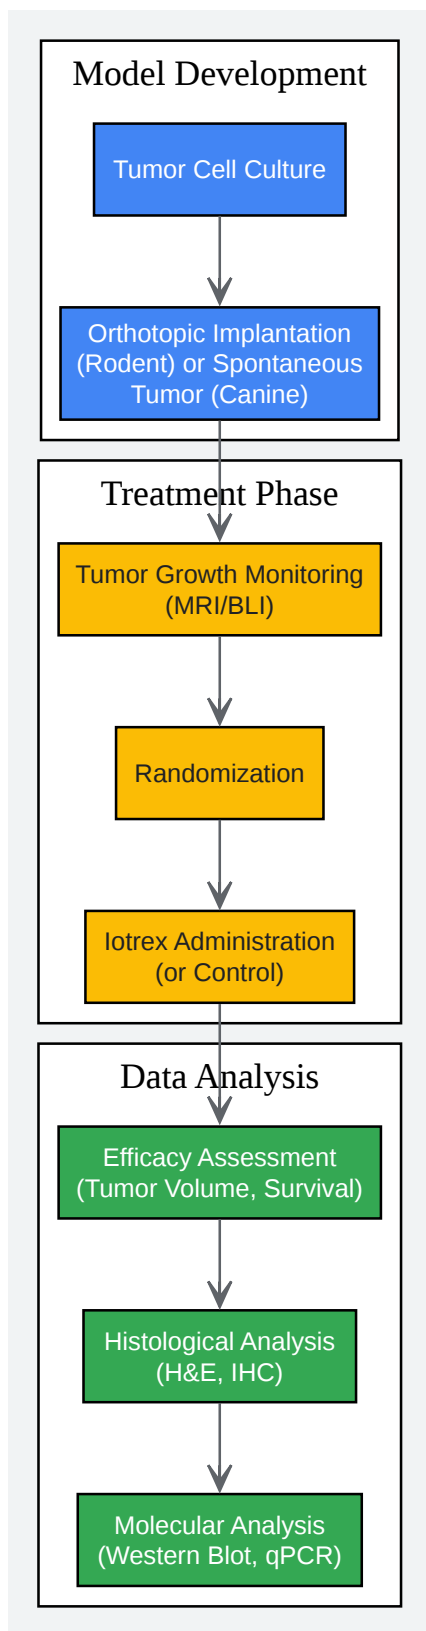 Model Development
Tumor Cell Culture
Orthotopic Implantation
(Rodent) or Spontaneous
Tumor (Canine)
Treatment Phase
Tumor Growth Monitoring
(MRI/BLI)
Randomization
Iotrex Administration
(or Control)
Data Analysis
Efficacy Assessment
(Tumor Volume, Survival)
Histological Analysis
(H&E, IHC)
Molecular Analysis
(Western Blot, qPCR)